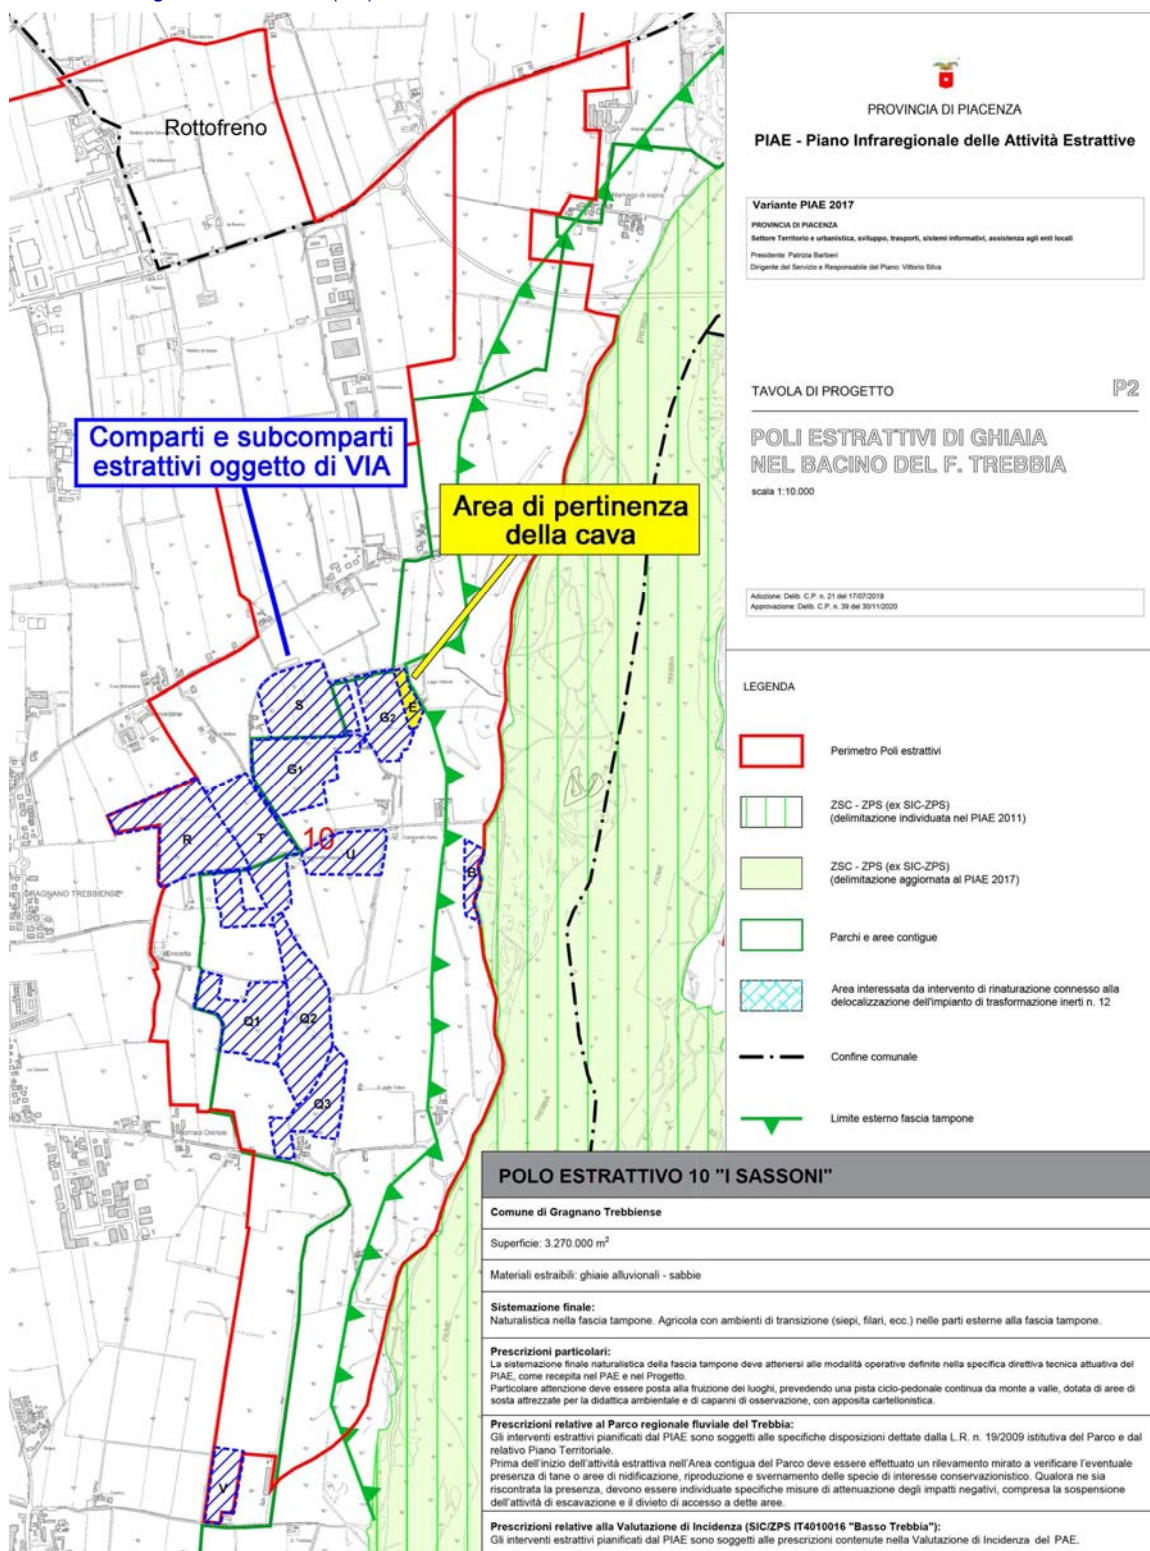 Rottofreno
Mamago di sopra
Comparti e subcomparti
estrattivi oggetto di VIA
Area di pertinenza
della cava
S
G2
E
G1
R
T
10
U
B
GRAGNANO TREBBIENSE
Q1
Q2
Q3
V
TREBBIA
FIUME
PROVINCIA DI PIACENZA
PIAE - Piano Infraregionale delle Attività Estrattive
Variante PIAE 2017
PROVINCIA DI PIACENZA
Settore Territorio e urbanistica, sviluppo, trasporti, sistemi informativi, assistenza agli enti locali
Presidente: Patrizia Barbieri
Dirigente del Servizio e Responsabile del Piano: Vittorio Silva
TAVOLA DI PROGETTO P2
POLI ESTRATTIVI DI GHIAIA
NEL BACINO DEL F. TREBBIA
scala 1:10.000
Adozione: Delib. C.P. n. 21 del 17/07/2019
Approvazione: Delib. C.P. n. 39 del 30/11/2020
LEGENDA
Perimetro Poli estrattivi
ZSC - ZPS (ex SIC-ZPS)
(delimitazione individuata nel PIAE 2011)
ZSC - ZPS (ex SIC-ZPS)
(delimitazione aggiornata al PIAE 2017)
Parchi e aree contigue
Area interessata da intervento di rinaturazione connesso alla
delocalizzazione dell'impianto di trasformazione inerti n. 12
Confine comunale
Limite esterno fascia tampone
POLO ESTRATTIVO 10 "I SASSONI"
Comune di Gragnano Trebbiense
Superficie: 3.270.000 m²
Materiali estraibili: ghiaie alluvionali - sabbie
Sistemazione finale:
Naturalistica nella fascia tampone. Agricola con ambienti di transizione (siepi, filari, ecc.) nelle parti esterne alla fascia tampone.
Prescrizioni particolari:
La sistemazione finale naturalistica della fascia tampone deve attenersi alle modalità operative definite nella specifica direttiva tecnica attuativa del
PIAE, come recepita nel PAE e nel Progetto.
Particolare attenzione deve essere posta alla fruizione dei luoghi, prevedendo una pista ciclo-pedonale continua da monte a valle, dotata di aree di
sosta attrezzate per la didattica ambientale e di capanni di osservazione, con apposita cartellonistica.
Prescrizioni relative al Parco regionale fluviale del Trebbia:
Gli interventi estrattivi pianificati dal PIAE sono soggetti alle specifiche disposizioni dettate dalla L.R. n. 19/2009 istitutiva del Parco e dal
relativo Piano Territoriale.
Prima dell'inizio dell'attività estrattiva nell'Area contigua del Parco deve essere effettuato un rilevamento mirato a verificare l'eventuale
presenza di tane o aree di nidificazione, riproduzione e svernamento delle specie di interesse conservazionistico. Qualora ne sia
riscontrata la presenza, devono essere individuate specifiche misure di attenuazione degli impatti negativi, compresa la sospensione
dell'attività di escavazione e il divieto di accesso a dette aree.
Prescrizioni relative alla Valutazione di Incidenza (SIC/ZPS IT4010016 "Basso Trebbia"):
Gli interventi estrattivi pianificati dal PIAE sono soggetti alle prescrizioni contenute nella Valutazione di Incidenza del PAE.